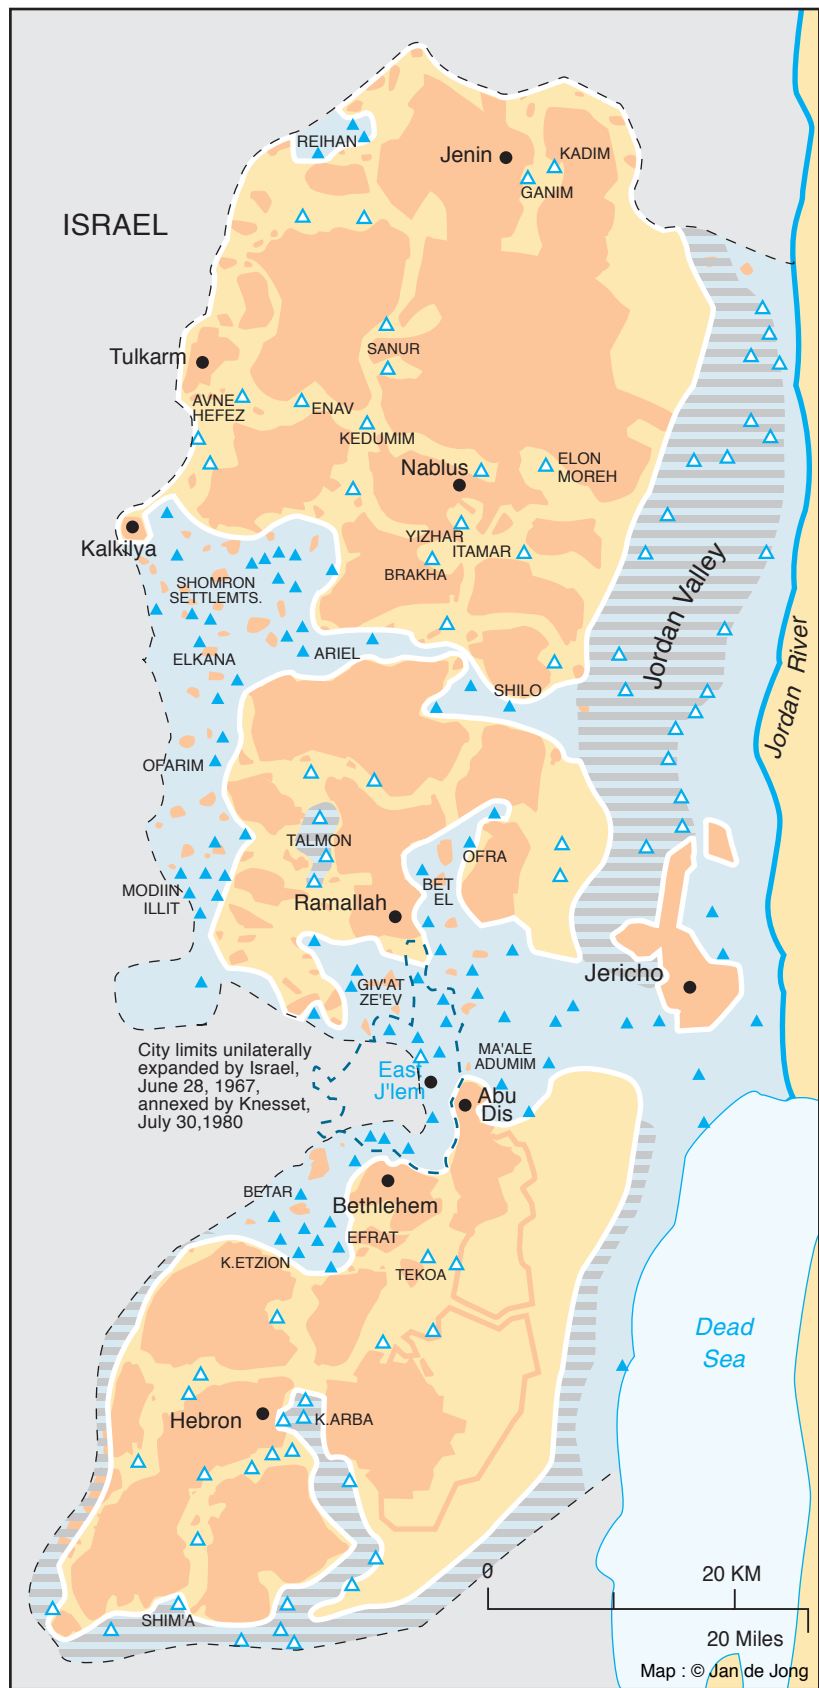 REIHAN
Jenin
KADIM
GANIM
ISRAEL
SANUR
Tulkarm
AVNE
HEFEZ
ENAV
KEDUMIM
Nablus
ELON
MOREH
YIZHAR
ITAMAR
BRAKHA
Kalkilya
SHOMRON
SETTLEMTS.
ELKANA
ARIEL
SHILO
Jordan Valley
Jordan River
OFARIM
TALMON
OFRA
BET
EL
MODIIN
ILLIT
Ramallah
Jericho
GIV'AT
ZE'EV
City limits unilaterally
expanded by Israel,
June 28, 1967,
annexed by Knesset,
July 30,1980
MA'ALE
ADUMIM
East
J'lem
Abu
Dis
BETAR
Bethlehem
EFRAT
K.ETZION
TEKOA
Dead
Sea
Hebron
K.ARBA
SHIM'A
0
20 KM
20 Miles
Map : © Jan de Jong